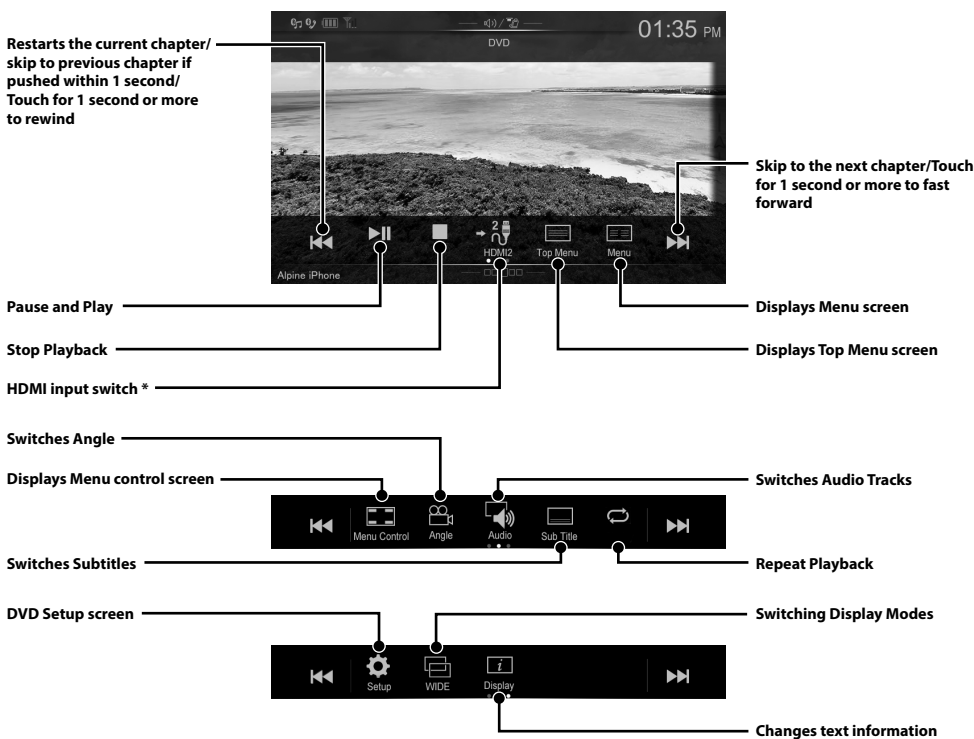 01:35 PM
DVD
Restarts the current chapter/
skip to previous chapter if
pushed within 1 second/
Touch for 1 second or more
to rewind
Skip to the next chapter/Touch
for 1 second or more to fast
forward
2
HDMI2
Top Menu
Menu
Alpine iPhone
Pause and Play
Displays Menu screen
Stop Playback
Displays Top Menu screen
HDMI input switch *
Switches Angle
Displays Menu control screen
Switches Audio Tracks
Menu Control
Angle
Audio
Sub Title
Switches Subtitles
Repeat Playback
DVD Setup screen
Switching Display Modes
Setup
WIDE
i
Display
Changes text information